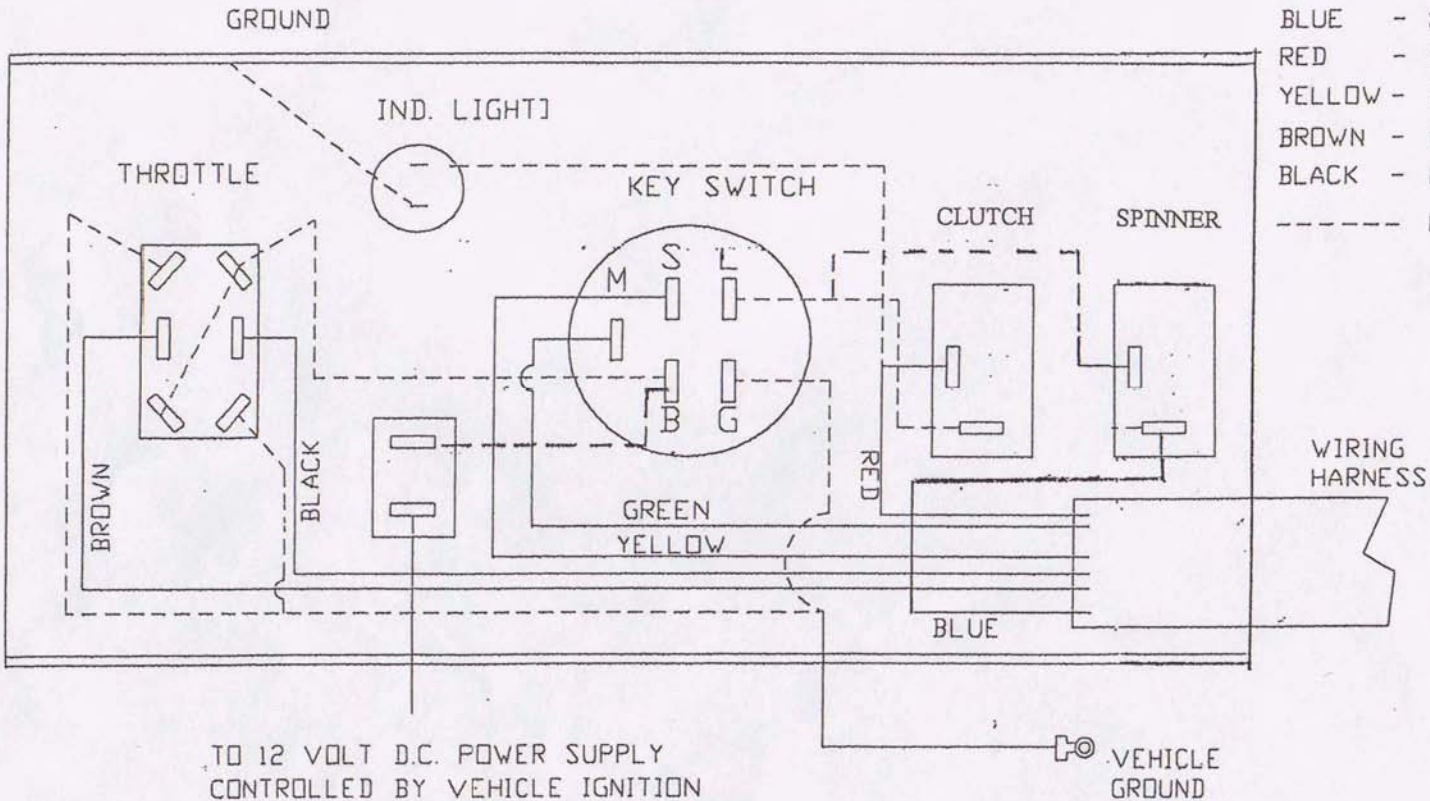 GROUND
BLUE -
RED -
YELLOW -
BROWN -
BLACK -
IND. LIGHT]
THROTTLE
KEY SWITCH
CLUTCH
SPINNER
S L
M
B G
BROWN
BLACK
RED
GREEN
YELLOW
WIRING
HARNESS
BLUE
TO 12 VOLT D.C. POWER SUPPLY
CONTROLLED BY VEHICLE IGNITION
VEHICLE
GROUND